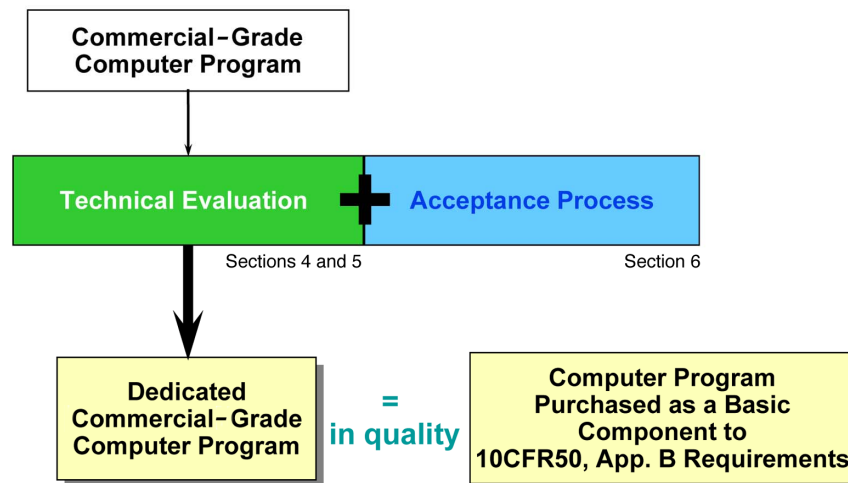 Commercial-Grade
Computer Program
Technical Evaluation + Acceptance Process
Sections 4 and 5 Section 6
Dedicated
Commercial-Grade
Computer Program
=
in quality
Computer Program
Purchased as a Basic
Component to
10CFR50, App. B Requirements